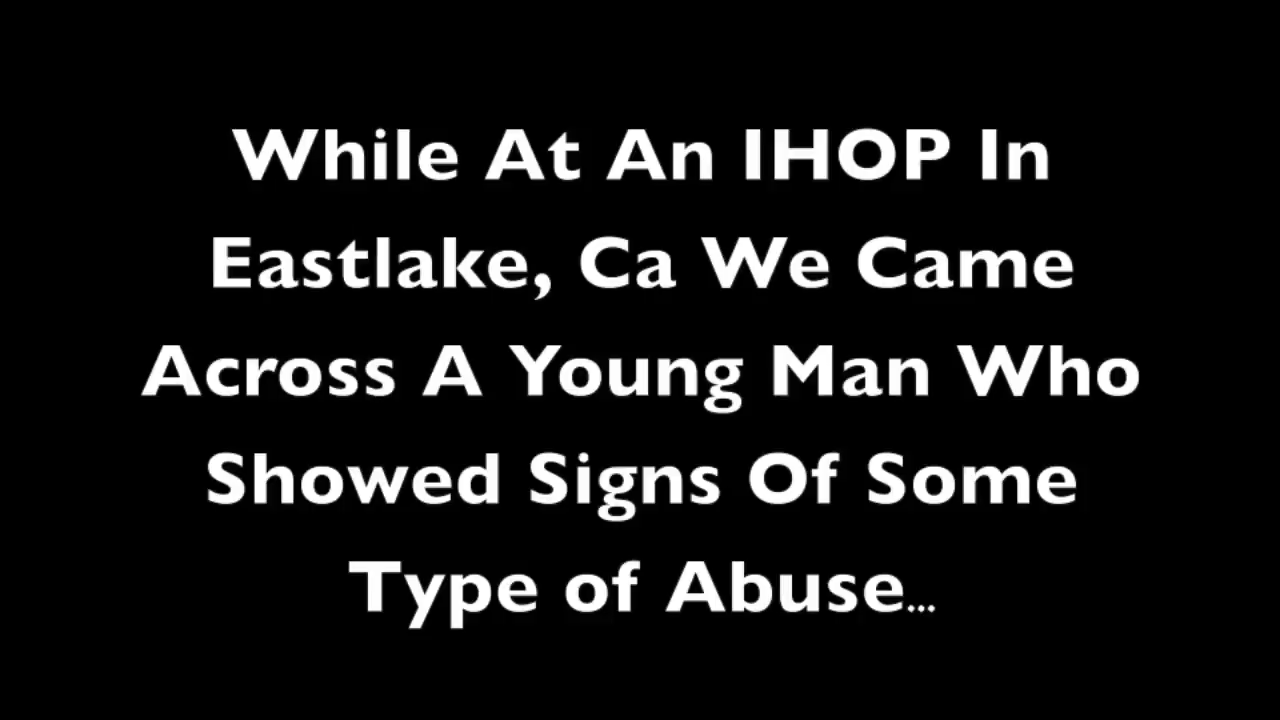 While At An IHOP In
Eastlake, Ca We Came
Across A Young Man Who
Showed Signs Of Some
Type of Abuse...